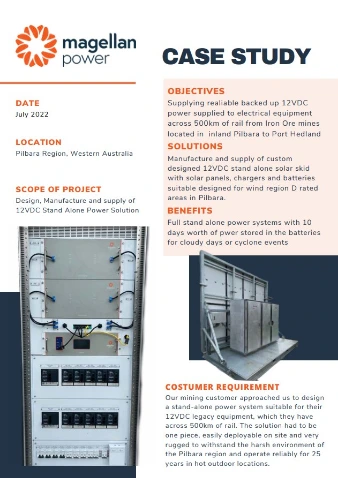 magellan
power
CASE STUDY
DATE
July 2022
LOCATION
Pilbara Region, Western Australia
SCOPE OF PROJECT
Design, Manufacture and supply of
12VDC Stand Alone Power Solution
OBJECTIVES
Supplying realiable backed up 12VDC
power supplied to electrical equipment
across 500km of rail from Iron Ore mines
located in inland Pilbara to Port Hedland
SOLUTIONS
Manufacture and supply of custom
designed 12VDC stand alone solar skid
with solar panels, chargers and batteries
suitable designed for wind region D rated
areas in Pilbara.
BENEFITS
Full stand alone power systems with 10
days worth of pwer stored in the batteries
for cloudy days or cyclone events
COSTUMER REQUIREMENT
Our mining customer approached us to design
a stand-alone power system suitable for their
12VDC legacy equipment, which they have
across 500km of rail. The solution had to be
one piece, easily deployable on site and very
rugged to withstand the harsh environment of
the Pilbara region and operate reliably for 25
years in hot outdoor locations.